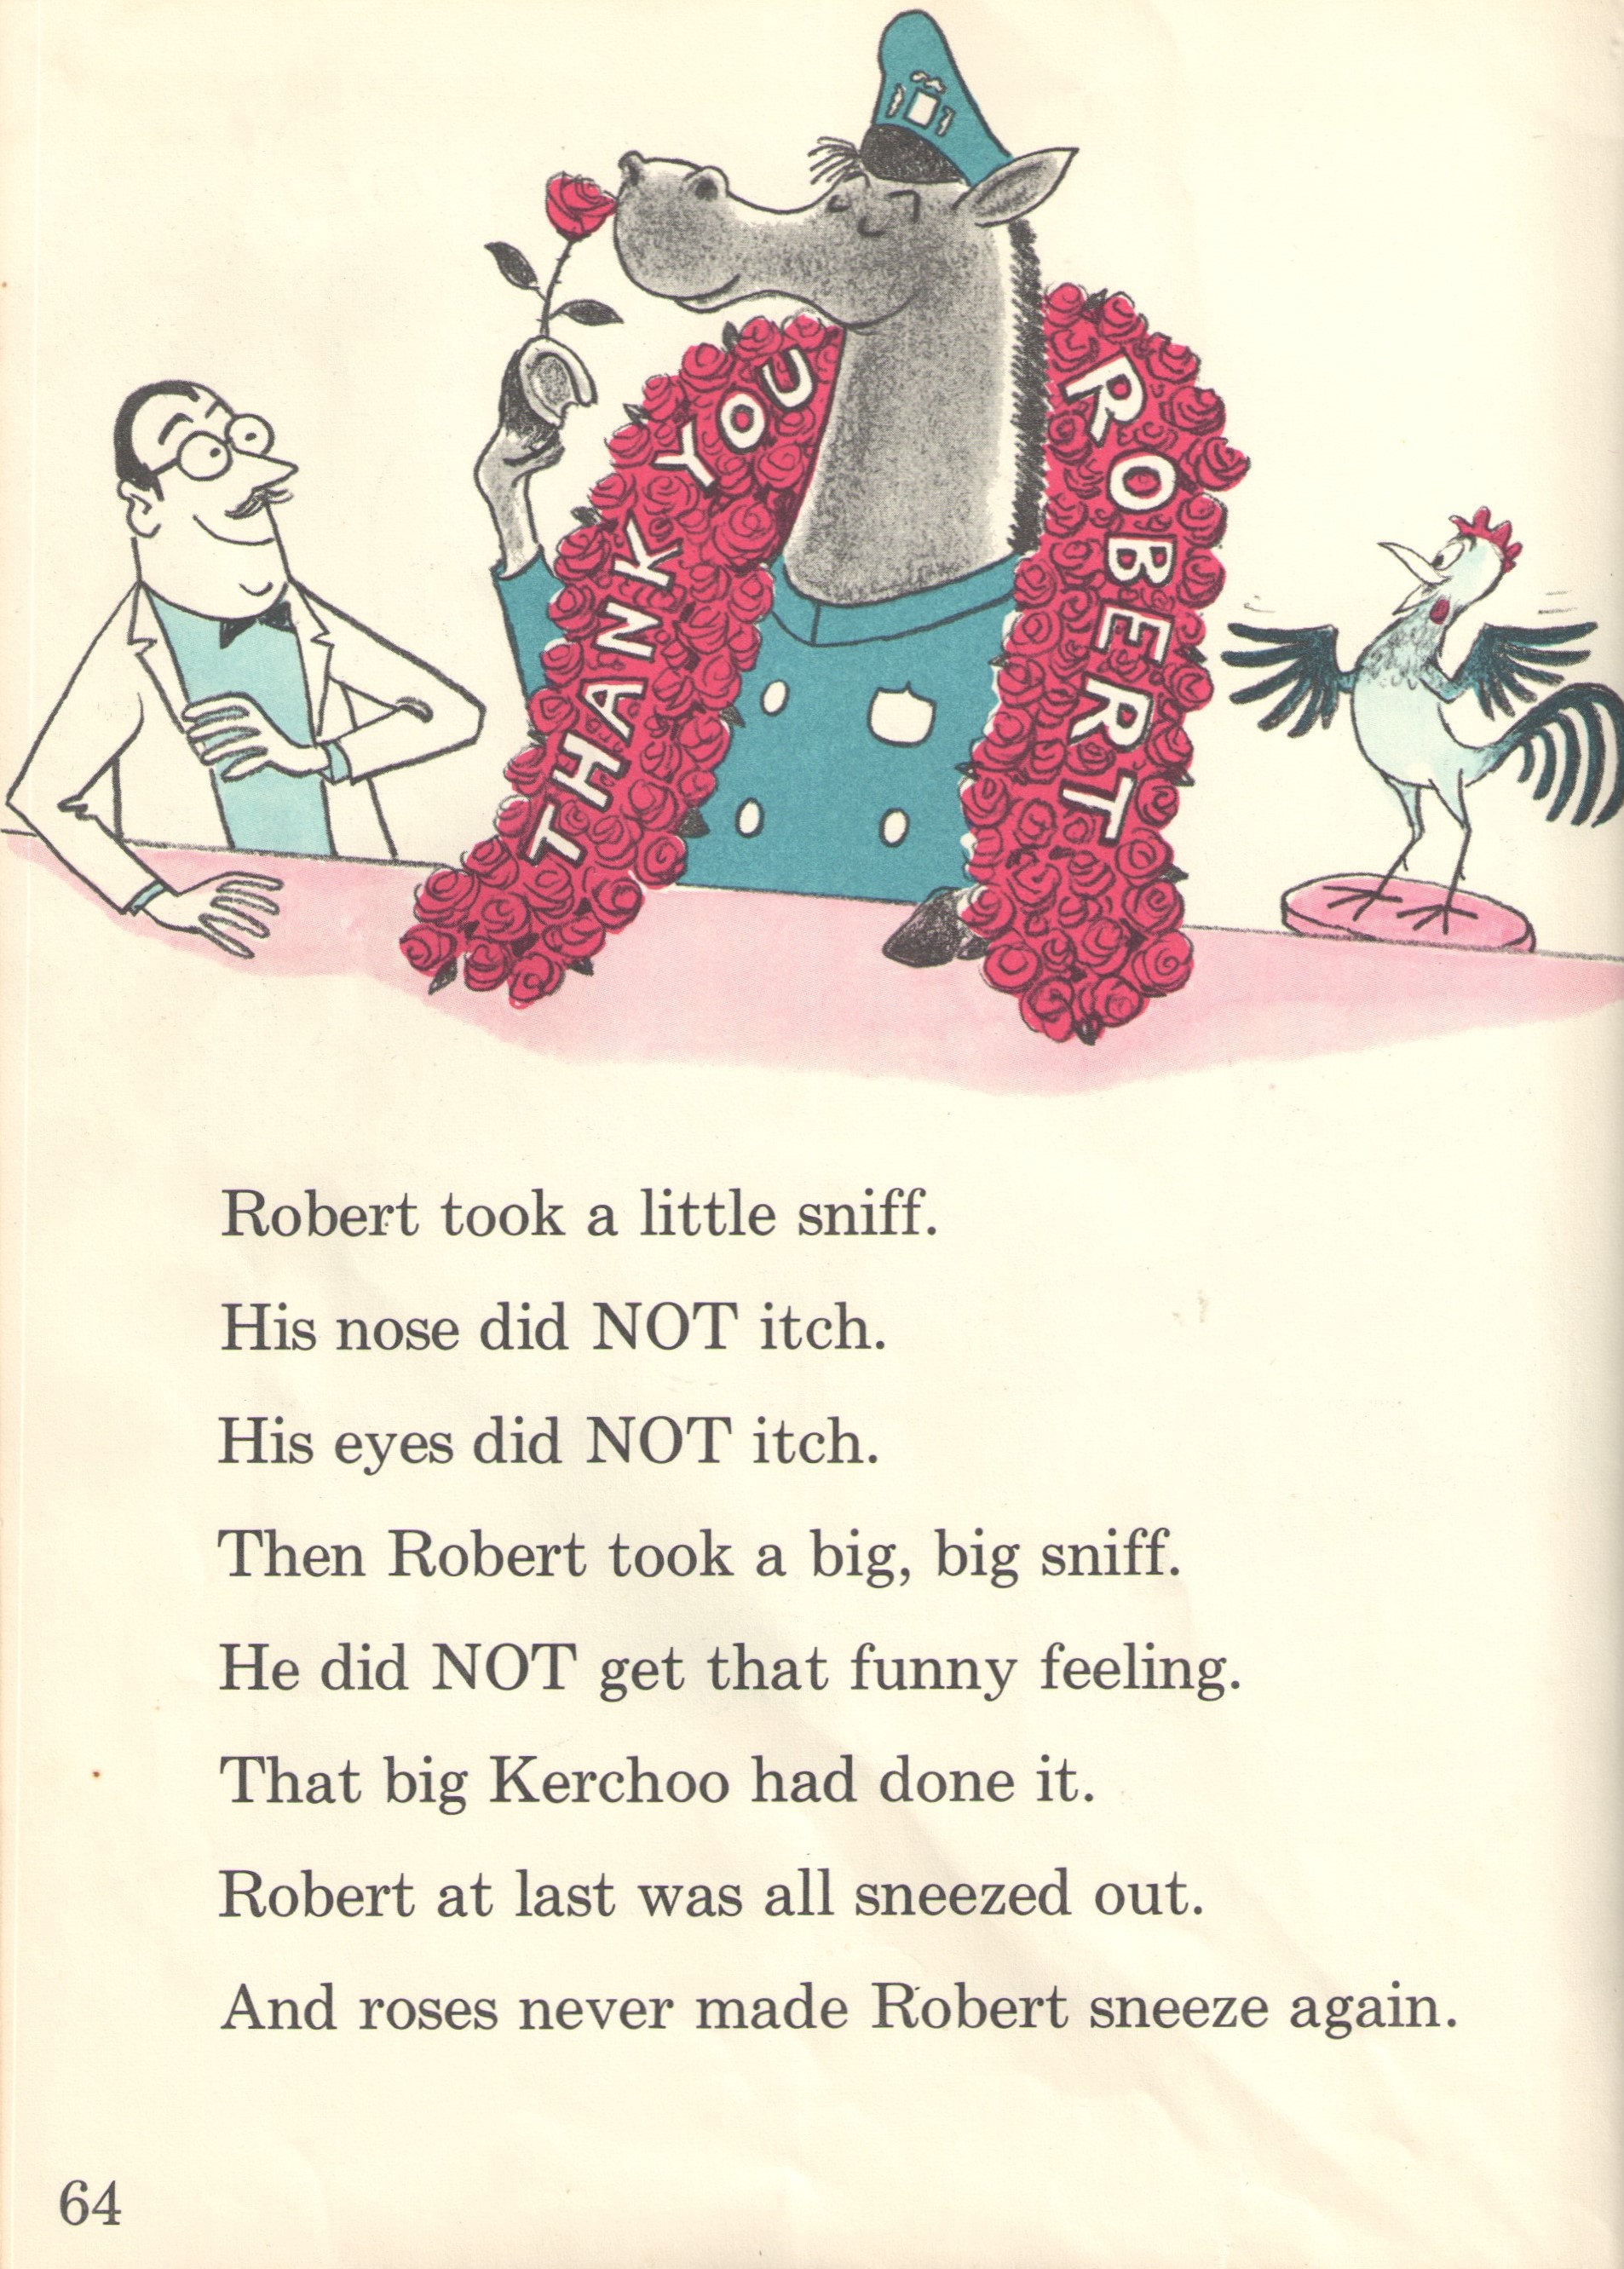 THANK YOU
ROBERT
Robert took a little sniff.
His nose did NOT itch.
His eyes did NOT itch.
Then Robert took a big, big sniff.
He did NOT get that funny feeling.
That big Kerchoo had done it.
Robert at last was all sneezed out.
And roses never made Robert sneeze again.
64